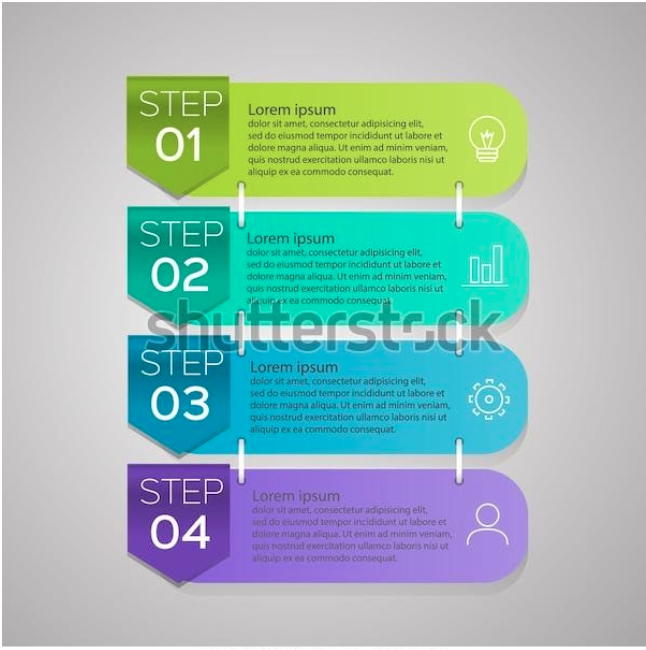 STEP
01
Lorem ipsum
dolor sit amet, consectetur adipisicing elit,
sed do eiusmod tempor incididunt ut labore et
dolore magna aliqua. Ut enim ad minim veniam,
quis nostrud exercitation ullamco laboris nisi ut
aliquip ex ea commodo consequat.
STEP
02
Lorem ipsum
dolor sit amet, consectetur adipisicing elit,
sed do eiusmod tempor incididunt ut labore et
dolore magna aliqua. Ut enim ad minim veniam,
quis nostrud exercitation ullamco laboris nisi ut
aliquip ex ea commodo consequat.
shutterstock
STEP
03
Lorem ipsum
dolor sit amet, consectetur adipisicing elit,
sed do eiusmod tempor incididunt ut labore et
dolore magna aliqua. Ut enim ad minim veniam,
quis nostrud exercitation ullamco laboris nisi ut
aliquip ex ea commodo consequat.
STEP
04
Lorem ipsum
dolor sit amet, consectetur adipisicing elit,
sed do eiusmod tempor incididunt ut labore et
dolore magna aliqua. Ut enim ad minim veniam,
quis nostrud exercitation ullamco laboris nisi ut
aliquip ex ea commodo consequat.